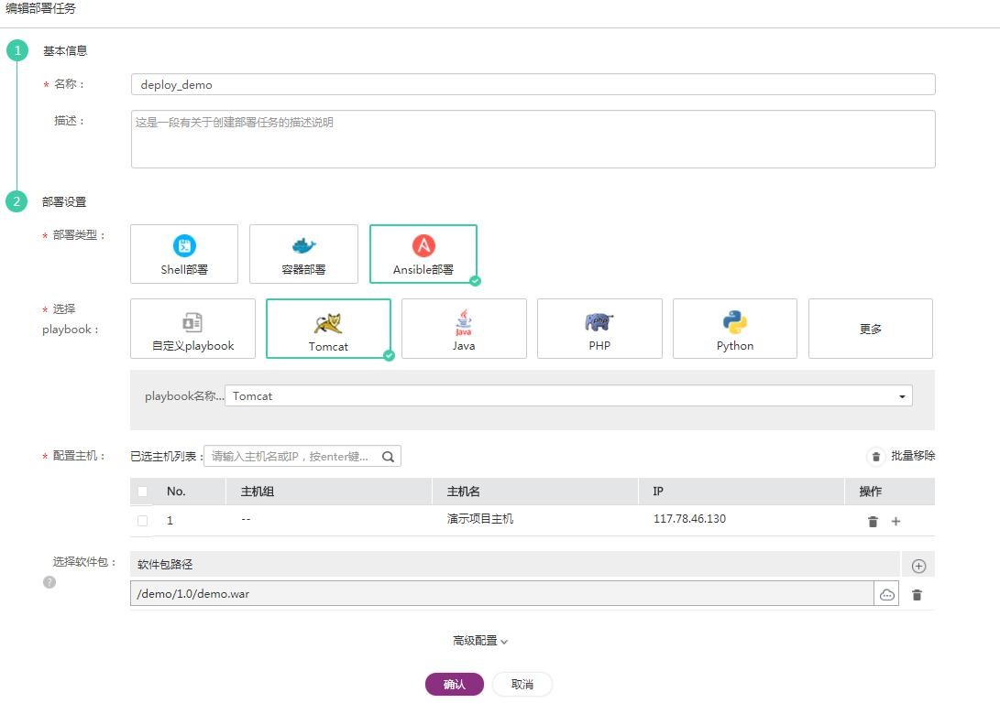 编辑部署任务
1 基本信息
* 名称： deploy_demo
描述： 这是一段有关于创建部署任务的描述说明
2 部署设置
* 部署类型：
Shell部署 容器部署 Ansible部署
* 选择
playbook：
自定义playbook Tomcat Java PHP Python 更多
playbook名称... Tomcat
* 配置主机： 已选主机列表： 请输入主机名或IP，按enter键... 批量移除
No. 主机组 主机名 IP 操作
1 -- 演示项目主机 117.78.46.130
选择软件包： 软件包路径
?
/demo/1.0/demo.war
高级配置
确认 取消